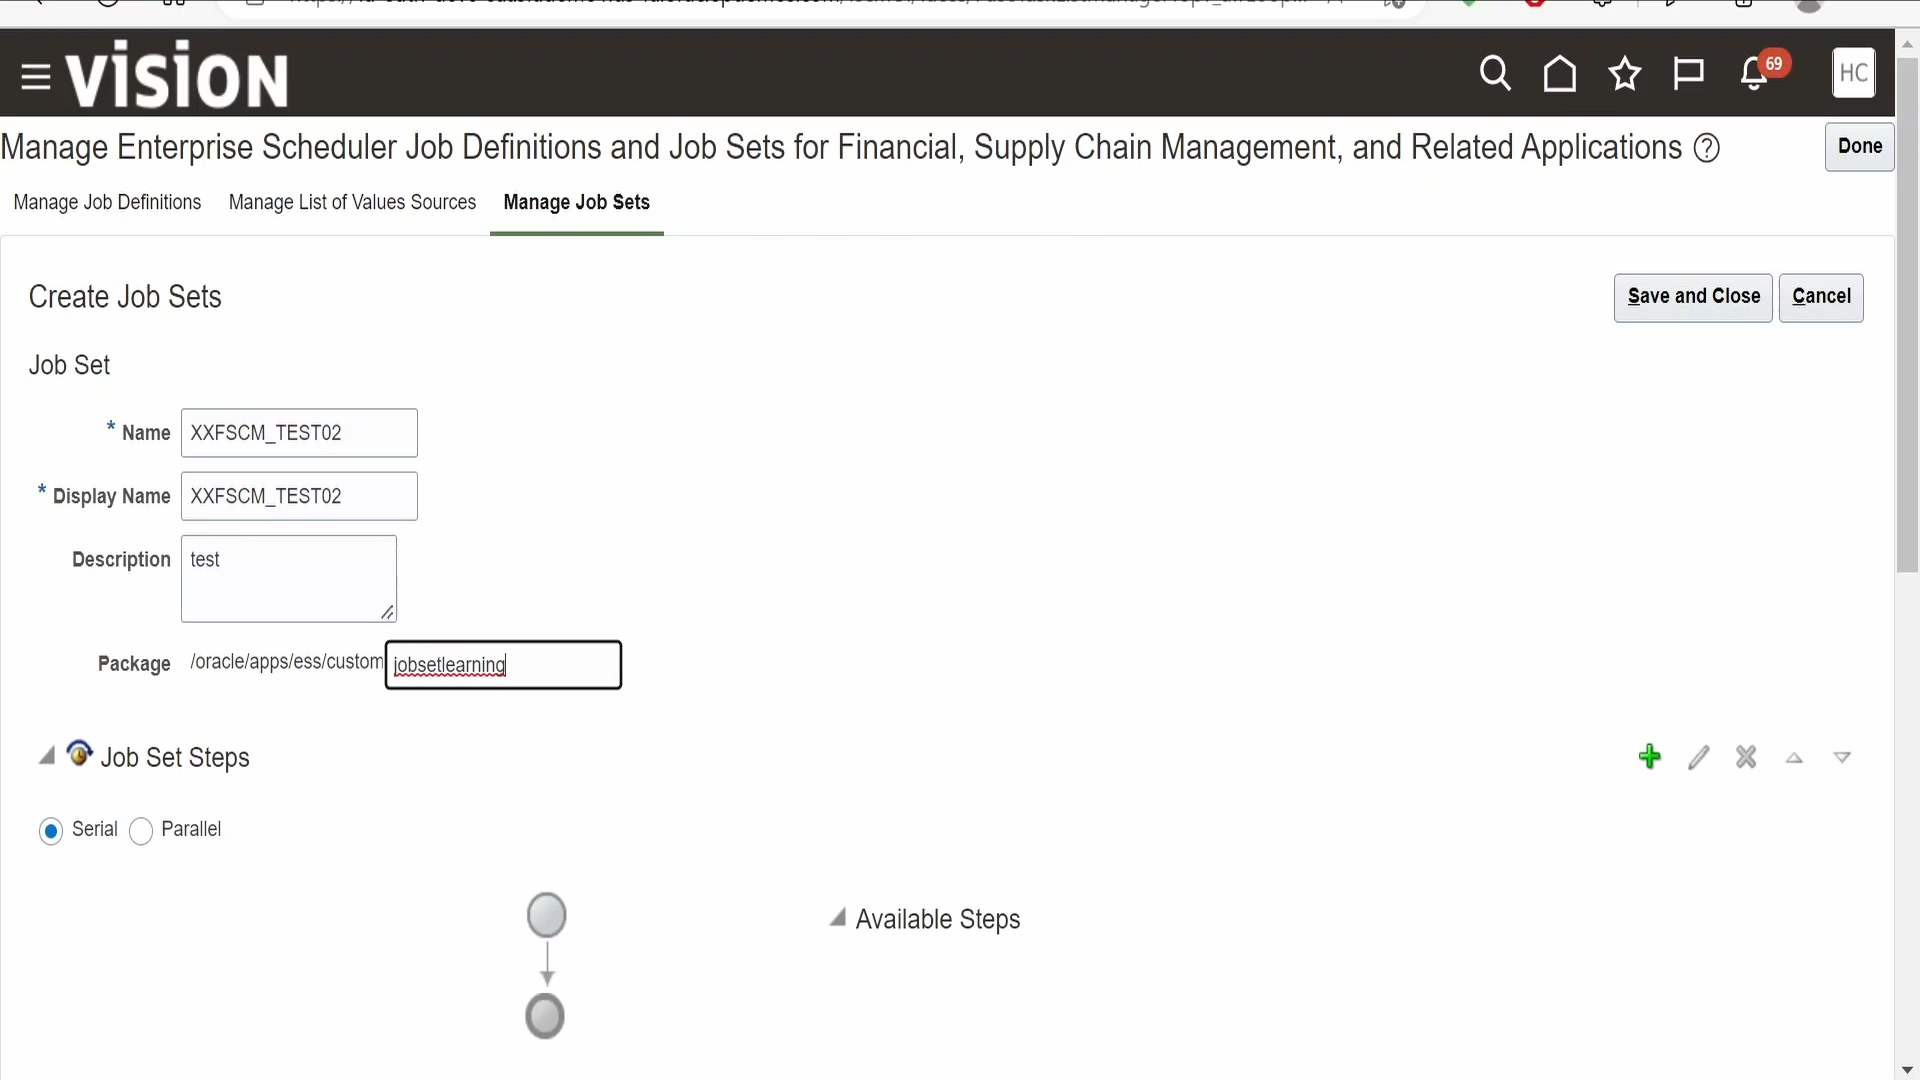 VISION
69
HC
Manage Enterprise Scheduler Job Definitions and Job Sets for Financial, Supply Chain Management, and Related Applications ?
Done
Manage Job Definitions Manage List of Values Sources Manage Job Sets
Create Job Sets
Save and Close Cancel
Job Set
* Name XXFSCM_TEST02
* Display Name XXFSCM_TEST02
Description test
Package /oracle/apps/ess/custom jobsetlearning
Job Set Steps
Serial Parallel
Available Steps